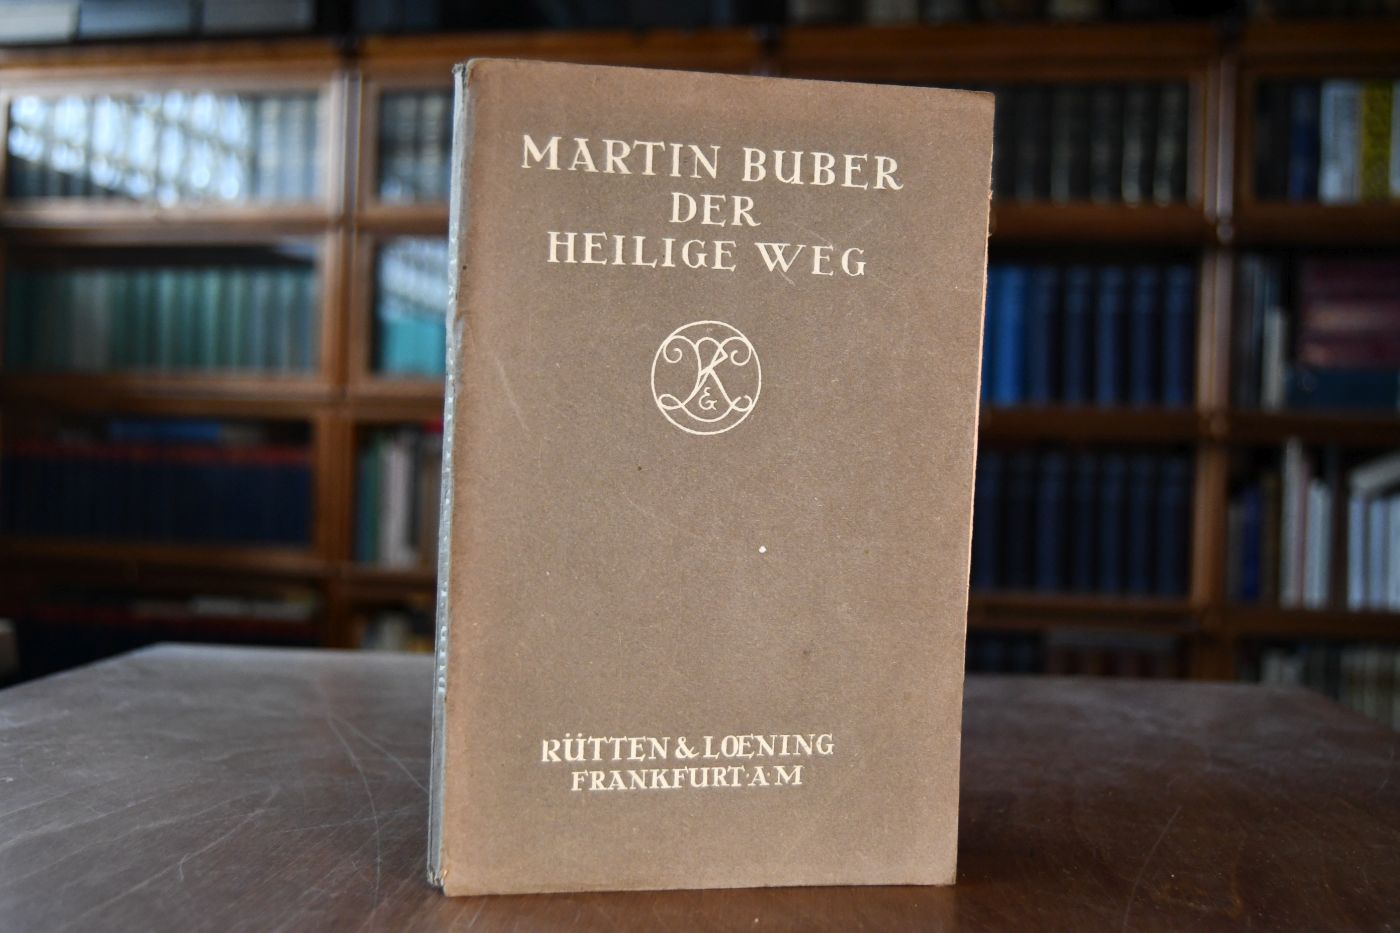 MARTIN BUBER
DER
HEILIGE WEG
R & L
RÜTTEN & LOENING
FRANKFURT·A·M